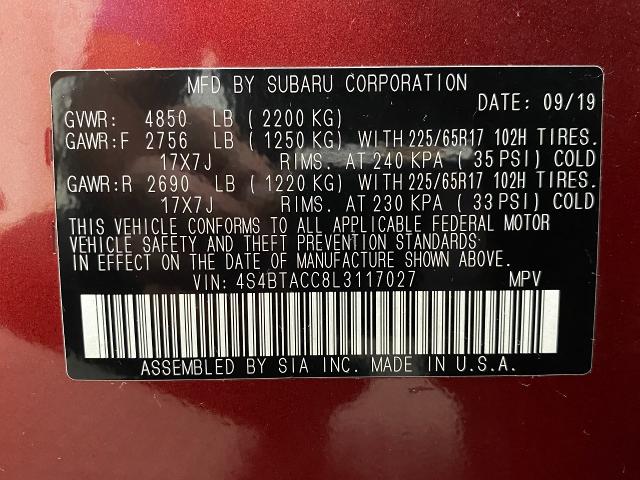 MFD BY SUBARU CORPORATION
DATE: 09/19
GVWR: 4850 LB ( 2200 KG)
GAWR:F 2756 LB ( 1250 KG) WITH 225/65R17 102H TIRES.
17X7J RIMS. AT 240 KPA ( 35 PSI) COLD
GAWR:R 2690 LB ( 1220 KG) WITH 225/65R17 102H TIRES.
17X7J RIMS. AT 230 KPA ( 33 PSI) COLD
THIS VEHICLE CONFORMS TO ALL APPLICABLE FEDERAL MOTOR
VEHICLE SAFETY AND THEFT PREVENTION STANDARDS
IN EFFECT ON THE DATE OF MANUFACTURE SHOWN ABOVE.
VIN: 4S4BTACC8L3117027 MPV
ASSEMBLED BY SIA INC. MADE IN U.S.A.